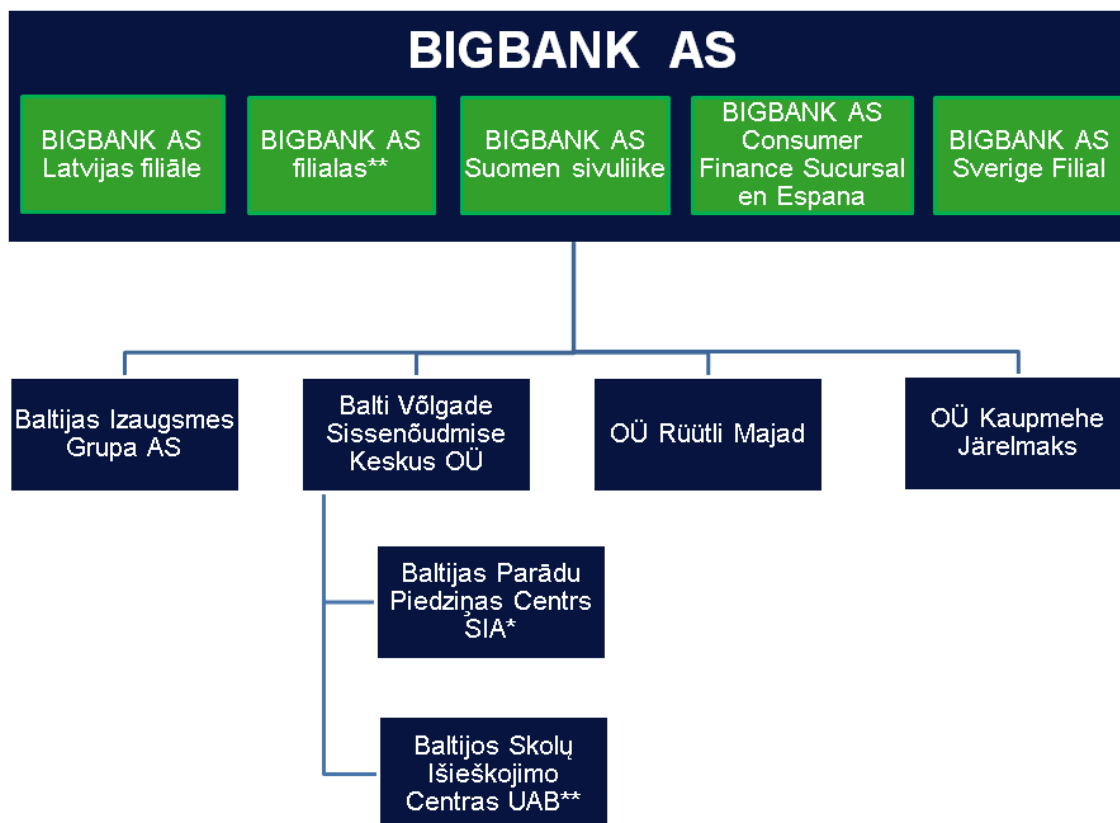 BIGBANK AS
BIGBANK AS
Latvijas filiāle
BIGBANK AS
filialas**
BIGBANK AS
Suomen sivuliike
BIGBANK AS
Consumer
Finance Sucursal
en Espana
BIGBANK AS
Sverige Filial
Baltijas Izaugsmes
Grupa AS
Balti Võlgade
Sissenõudmise
Keskus OÜ
OÜ Rüütli Majad
OÜ Kaupmehe
Järelmaks
Baltijas Parādu
Piedziņas Centrs
SIA*
Baltijos Skolų
Išieškojimo
Centras UAB**